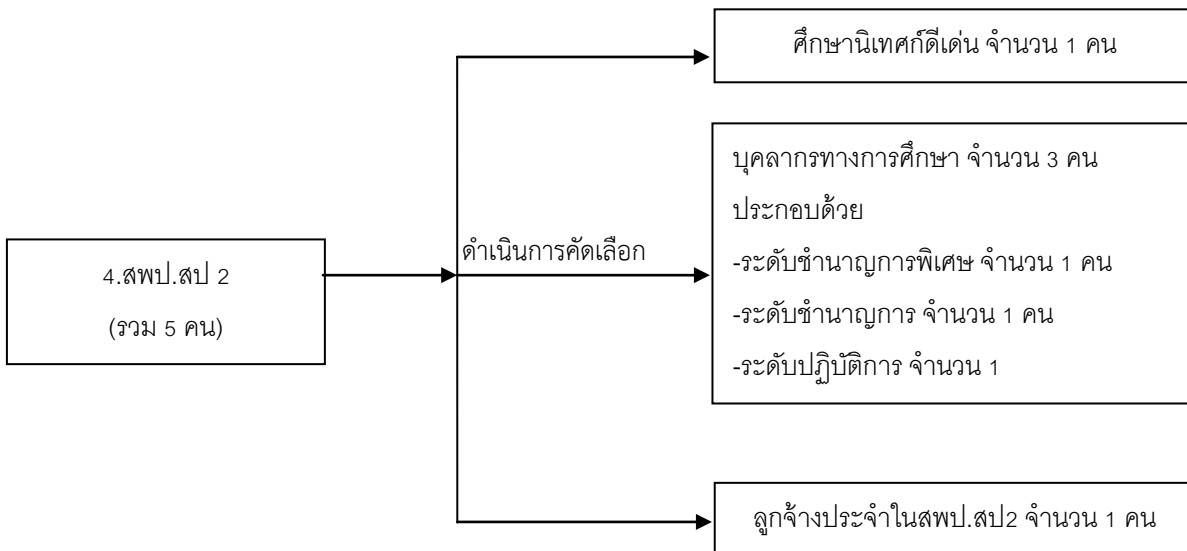 ศึกษานิเทศก์ดีเด่น จำนวน 1 คน
บุคลากรทางการศึกษา จำนวน 3 คน
ประกอบด้วย
-ระดับชำนาญการพิเศษ จำนวน 1 คน
-ระดับชำนาญการ จำนวน 1 คน
-ระดับปฏิบัติการ จำนวน 1
ดำเนินการคัดเลือก
4.สพป.สป 2
(รวม 5 คน)
ลูกจ้างประจำในสพป.สป2 จำนวน 1 คน